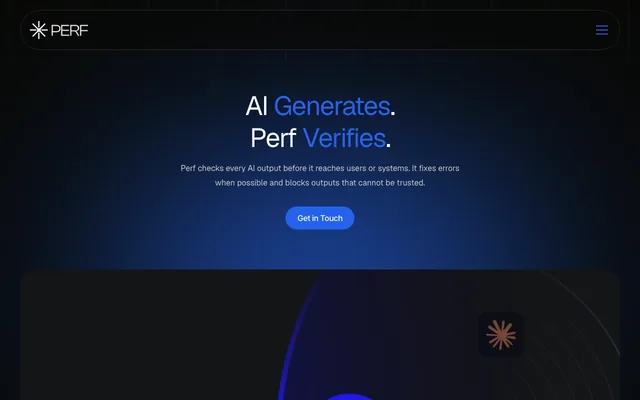 PERF
AI Generates.
Perf Verifies.
Perf checks every AI output before it reaches users or systems. It fixes errors
when possible and blocks outputs that cannot be trusted.
Get in Touch